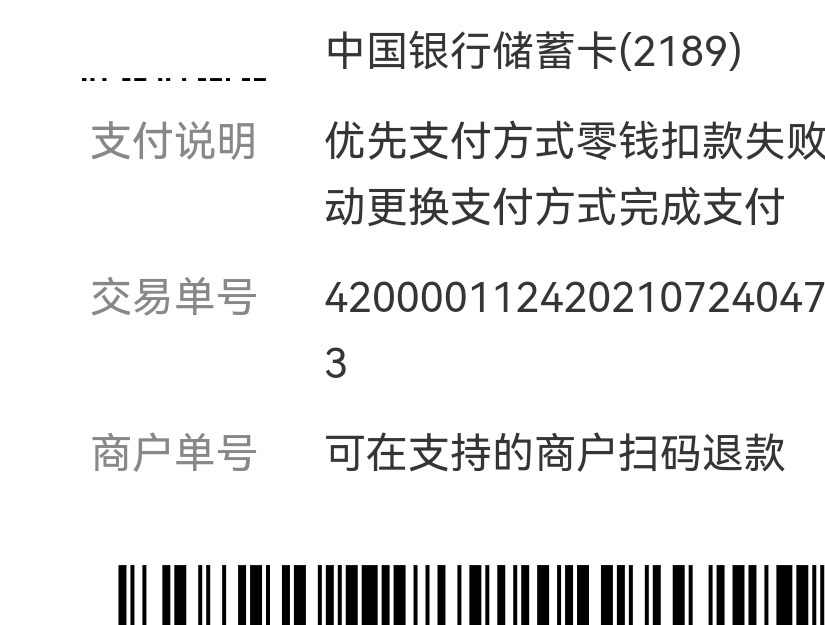 中国银行储蓄卡(2189)
支付说明 优先支付方式零钱扣款失败
动更换支付方式完成支付
交易单号 420000112420210724047
3
商户单号 可在支持的商户扫码退款